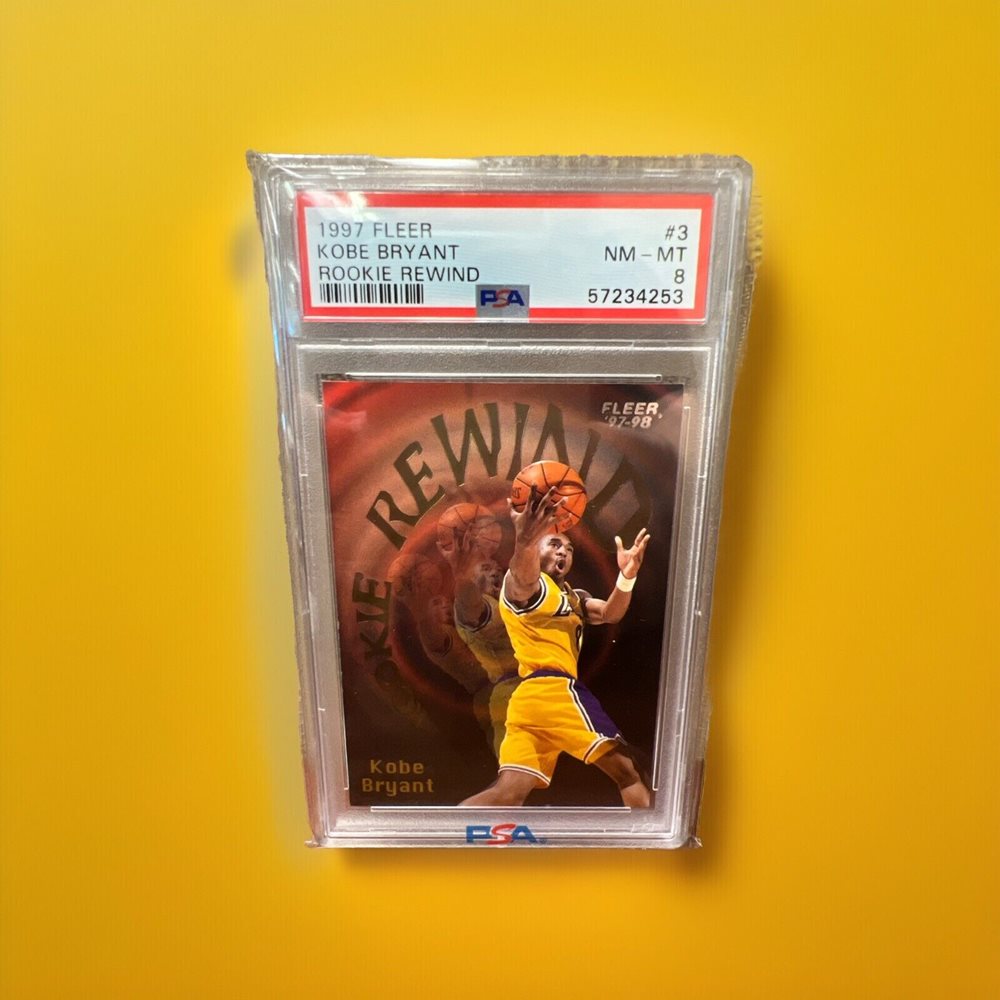 1997 FLEER #3
KOBE BRYANT NM – MT
ROOKIE REWIND 8
PSA 57234253
FLEER
'97-98
REWIND
Kobe
Bryant
PSA